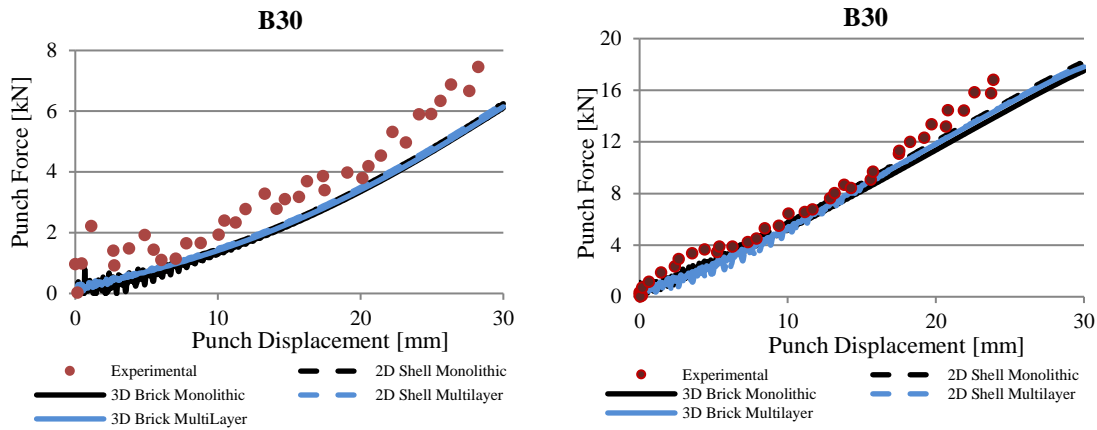 B30
8
6
4
2
0
Punch Force [kN]
0
10
20
30
Punch Displacement [mm]
Experimental
2D Shell Monolithic
3D Brick Monolithic
2D Shell Multilayer
3D Brick MultiLayer
B30
20
16
12
8
4
0
Punch Force [kN]
0
10
20
30
Punch Displacement [mm]
Experimental
2D Shell Monolithic
3D Brick Monolithic
2D Shell Multilayer
3D Brick Multilayer